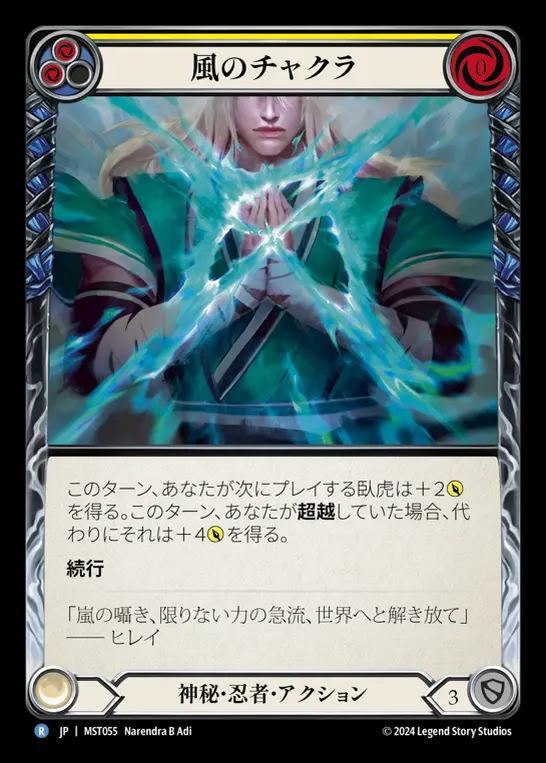 風のチャクラ
0
このターン、あなたが次にプレイする臥虎は+2
を得る。このターン、あなたが超越していた場合、代
わりにそれは+4を得る。
続行
「嵐の囁き、限りない力の急流、世界へと解き放て」
—— ヒレイ
神秘・忍者・アクション
3
R JP | MST055 Narendra B Adi
© 2024 Legend Story Studios